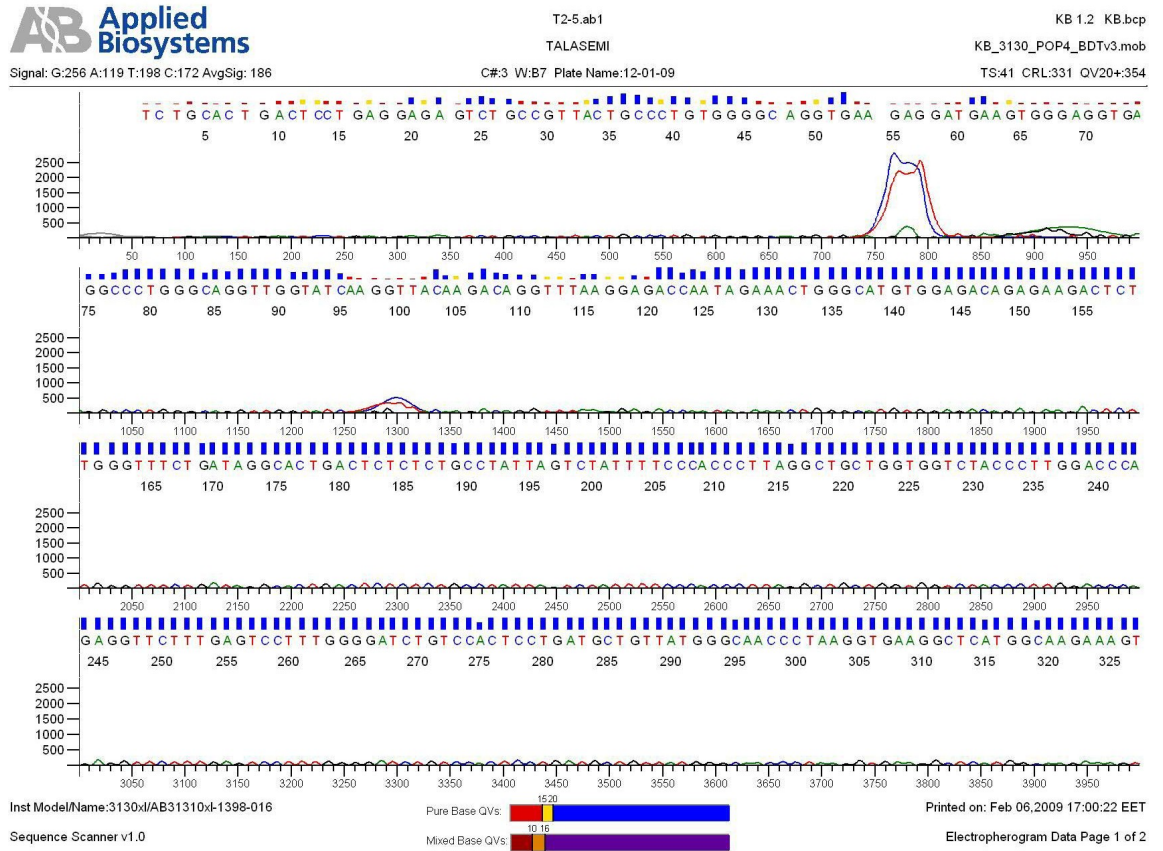 AB Applied Biosystems
T2-5.ab1
KB 1.2 KB.bcp
TALASEMI
KB_3130_POP4_BDTv3.mob
Signal: G:256 A:119 T:198 C:172 AvgSig: 186
C#:3 W:B7 Plate Name:12-01-09
TS:41 CRL:331 QV20+:354
TC TGCACT GACTCCT GAGGAGA GTCTGCCGTTACTGCCCTGTGGGGC AGGTGAA GAGGATGAAGTGGGAGGTGA
5 10 15 20 25 30 35 40 45 50 55 60 65 70
2500
2000
1500
1000
500
50 100 150 200 250 300 350 400 450 500 550 600 650 700 750 800 850 900 950
GGCCCTGGGCAGGTTGGTATCAAGGTTACAAGACAGGTTTAAGGAGACCAATAGAAACTGGGCATGTGGAGACAGAGAAGACTCT
75 80 85 90 95 100 105 110 115 120 125 130 135 140 145 150 155
2500
2000
1500
1000
500
1050 1100 1150 1200 1250 1300 1350 1400 1450 1500 1550 1600 1650 1700 1750 1800 1850 1900 1950
TGGGTTTCTGATAGGCACTGACTCTCTCTGCCTATTAGTCTATTTTCCCACCCTTAGGCTGCTGGTGGTCTACCCTTGGACCCA
165 170 175 180 185 190 195 200 205 210 215 220 225 230 235 240
2500
2000
1500
1000
500
2050 2100 2150 2200 2250 2300 2350 2400 2450 2500 2550 2600 2650 2700 2750 2800 2850 2900 2950
GAGGTTCTTTGAGTCCTTTGGGGATCTGTCCACTCCTGATGCTGTTATGGGCAACCCTAAGGTGAAGGCTCATGGCAAGAAAGT
245 250 255 260 265 270 275 280 285 290 295 300 305 310 315 320 325
2500
2000
1500
1000
500
3050 3100 3150 3200 3250 3300 3350 3400 3450 3500 3550 3600 3650 3700 3750 3800 3850 3900 3950
Inst Model/Name:3130xl/AB31310xl-1398-016
1520
Pure Base QVs:
Printed on: Feb 06,2009 17:00:22 EET
Sequence Scanner v1.0
10 16
Mixed Base QVs:
Electropherogram Data Page 1 of 2